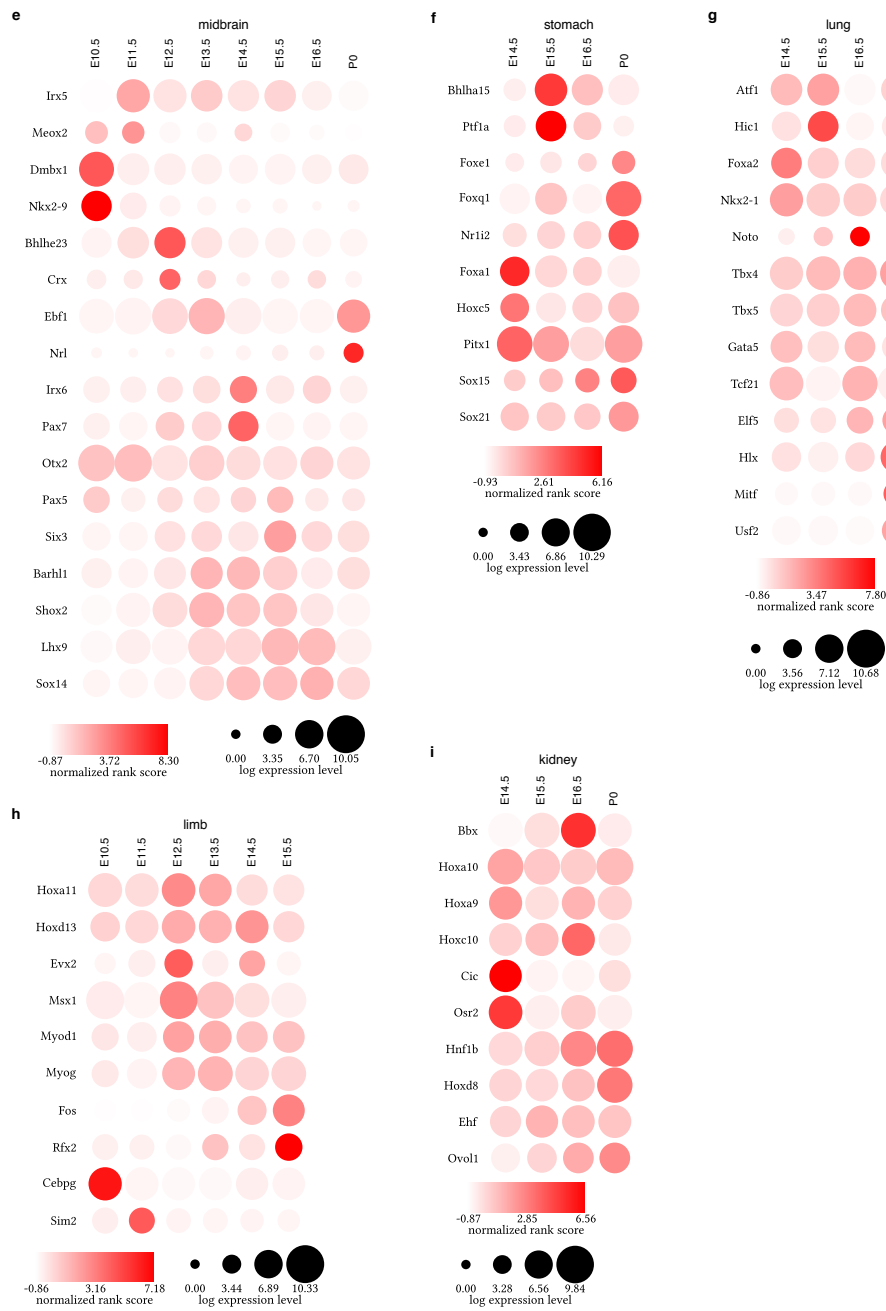 e
midbrain
E10.5 E11.5 E12.5 E13.5 E14.5 E15.5 E16.5 P0
Irx5
Meox2
Dmbx1
Nkx2-9
Bhlhe23
Crx
Ebf1
Nrl
Irx6
Pax7
Otx2
Pax5
Six3
Barhl1
Shox2
Lhx9
Sox14
-0.87 3.72 8.30
normalized rank score
0.00 3.35 6.70 10.05
log expression level
f
stomach
E14.5 E15.5 E16.5 P0
Bhlha15
Ptf1a
Foxe1
Foxq1
Nr1i2
Foxa1
Hoxc5
Pitx1
Sox15
Sox21
-0.93 2.61 6.16
normalized rank score
0.00 3.43 6.86 10.29
log expression level
g
lung
E14.5 E15.5 E16.5
Atf1
Hic1
Foxa2
Nkx2-1
Noto
Tbx4
Tbx5
Gata5
Tcf21
Elf5
Hlx
Mitf
Usf2
-0.86 3.47 7.80
normalized rank score
0.00 3.56 7.12 10.68
log expression level
h
limb
E10.5 E11.5 E12.5 E13.5 E14.5 E15.5
Hoxa11
Hoxd13
Evx2
Msx1
Myod1
Myog
Fos
Rfx2
Cebpg
Sim2
-0.86 3.16 7.18
normalized rank score
0.00 3.44 6.89 10.33
log expression level
i
kidney
E14.5 E15.5 E16.5 P0
Bbx
Hoxa10
Hoxa9
Hoxc10
Cic
Osr2
Hnf1b
Hoxd8
Ehf
Ovol1
-0.87 2.85 6.56
normalized rank score
0.00 3.28 6.56 9.84
log expression level